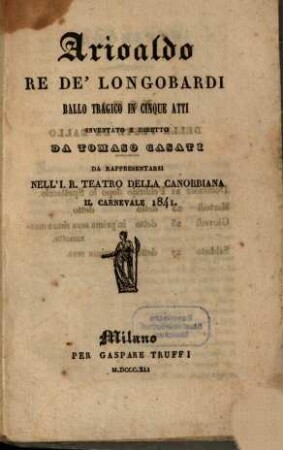 Arioaldo
RE DE' LONGOBARDI
BALLO TRAGICO IN CINQUE ATTI
INVENTATO E DIRETTO
DA TOMASO CASATI
DA RAPPRESENTARSI
NELL'I. R. TEATRO DELLA CANOBBIANA
IL CARNEVALE 1841.
Milano
PER GASPARE TRUFFI
M.DCCC.XLI